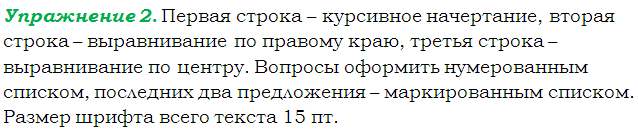 Упражнение 2. Первая строка – курсивное начертание, вторая
строка – выравнивание по правому краю, третья строка –
выравнивание по центру. Вопросы оформить нумерованным
списком, последних два предложения – маркированным списком.
Размер шрифта всего текста 15 пт.